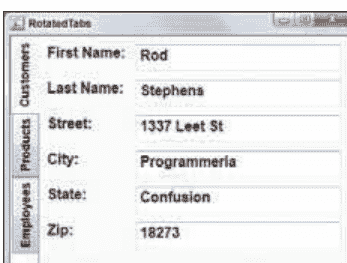 RotatedTabs
Customers
Products
Employees
First Name: Rod
Last Name: Stephens
Street: 1337 Leet St
City: Programmeria
State: Confusion
Zip: 18273